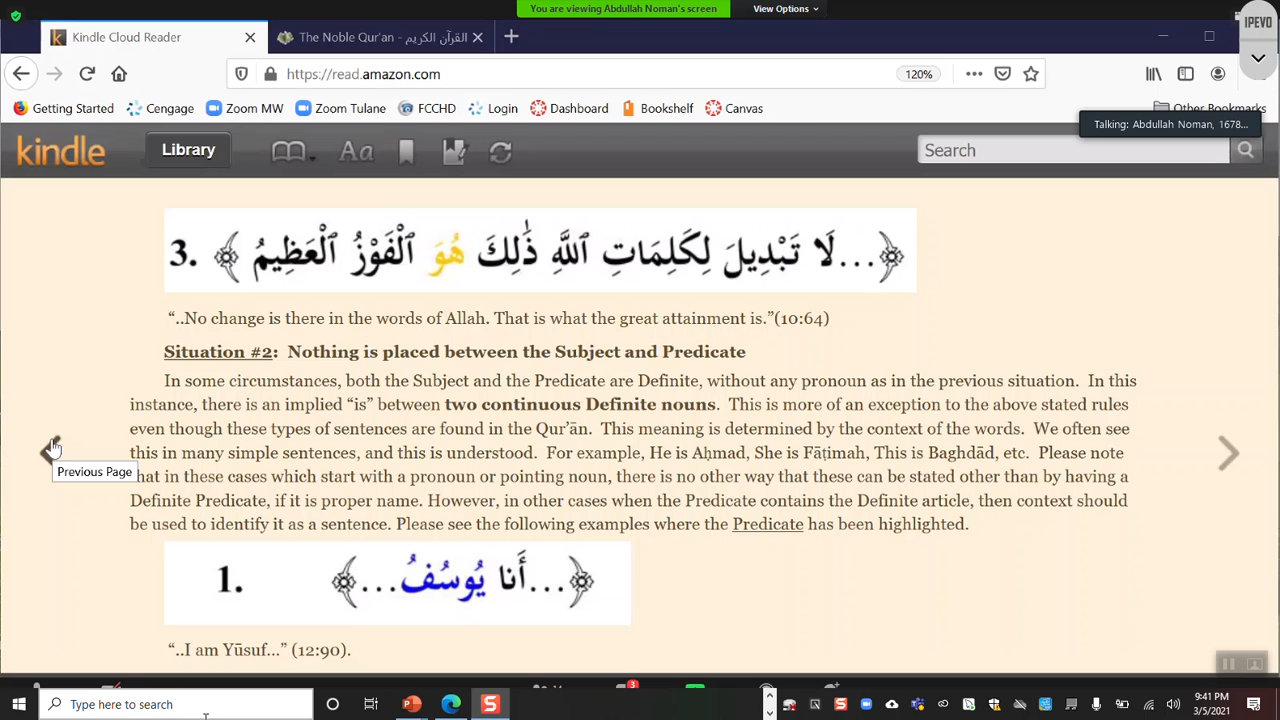 You are viewing Abdullah Noman's screen
View Options
IPEVO
Kindle Cloud Reader
The Noble Qur'an - القرآن الكريم
https://read.amazon.com
120%
Getting Started
Cengage
Zoom MW
Zoom Tulane
FCCHD
Login
Dashboard
Bookshelf
Canvas
Other Bookmarks
Talking: Abdullah Noman, 1678...
kindle
Library
Aa
Search
3. ﴿...لَا تَبْدِيلَ لِكَلِمَاتِ ٱللَّهِ ذَٰلِكَ هُوَ ٱلْفَوْزُ ٱلْعَظِيمُ﴾
“..No change is there in the words of Allah. That is what the great attainment is.”(10:64)
Situation #2: Nothing is placed between the Subject and Predicate
In some circumstances, both the Subject and the Predicate are Definite, without any pronoun as in the previous situation. In this
instance, there is an implied “is” between two continuous Definite nouns. This is more of an exception to the above stated rules
even though these types of sentences are found in the Qur’ān. This meaning is determined by the context of the words. We often see
this in many simple sentences, and this is understood. For example, He is Aḥmad, She is Fāṭimah, This is Baghdād, etc. Please note
that in these cases which start with a pronoun or pointing noun, there is no other way that these can be stated other than by having a
Definite Predicate, if it is proper name. However, in other cases when the Predicate contains the Definite article, then context should
be used to identify it as a sentence. Please see the following examples where the Predicate has been highlighted.
Previous Page
1. ﴿...أَنا يُوسُفُ...﴾
“..I am Yūsuf…” (12:90).
Type here to search
3
9:41 PM
3/5/2021